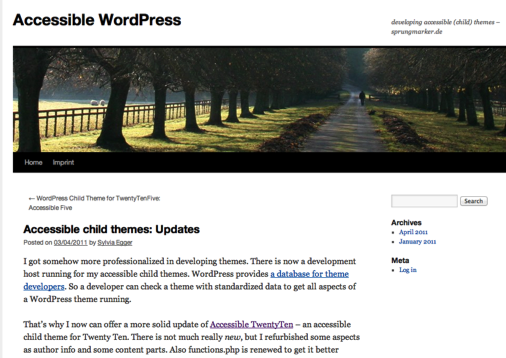 Accessible WordPress
developing accessible (child) themes –
sprungmarker.de
Home Imprint
← WordPress Child Theme for TwentyTenFive:
Accessible Five
Search
Accessible child themes: Updates
Posted on 03/04/2011 by Sylvia Egger
I got somehow more professionalized in developing themes. There is now a development
host running for my accessible child themes. WordPress provides a database for theme
developers. So a developer can check a theme with standardized data to get all aspects of
a WordPress theme running.
That's why I now can offer a more solid update of Accessible TwentyTen – an accessible
child theme for Twenty Ten. There is not much really new, but I refurbished some aspects
as author info and some content parts. Also functions.php is renewed to get it better
Archives
April 2011
January 2011
Meta
Log in